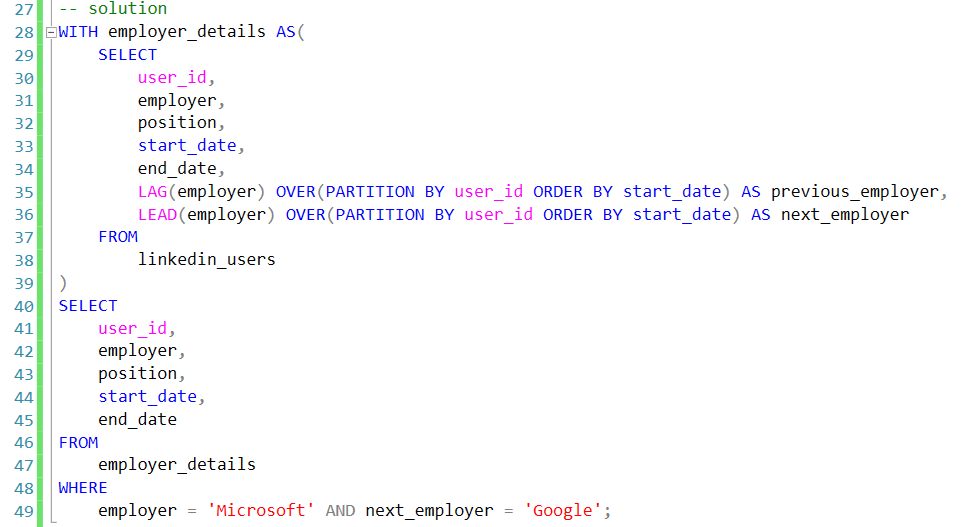 27 -- solution
28 WITH employer_details AS(
29     SELECT
30         user_id,
31         employer,
32         position,
33         start_date,
34         end_date,
35         LAG(employer) OVER(PARTITION BY user_id ORDER BY start_date) AS previous_employer,
36         LEAD(employer) OVER(PARTITION BY user_id ORDER BY start_date) AS next_employer
37     FROM
38         linkedin_users
39 )
40 SELECT
41     user_id,
42     employer,
43     position,
44     start_date,
45     end_date
46 FROM
47     employer_details
48 WHERE
49     employer = 'Microsoft' AND next_employer = 'Google';